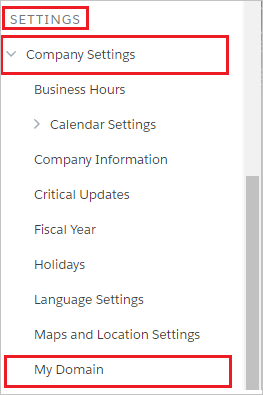 SETTINGS
Company Settings
Business Hours
Calendar Settings
Company Information
Critical Updates
Fiscal Year
Holidays
Language Settings
Maps and Location Settings
My Domain